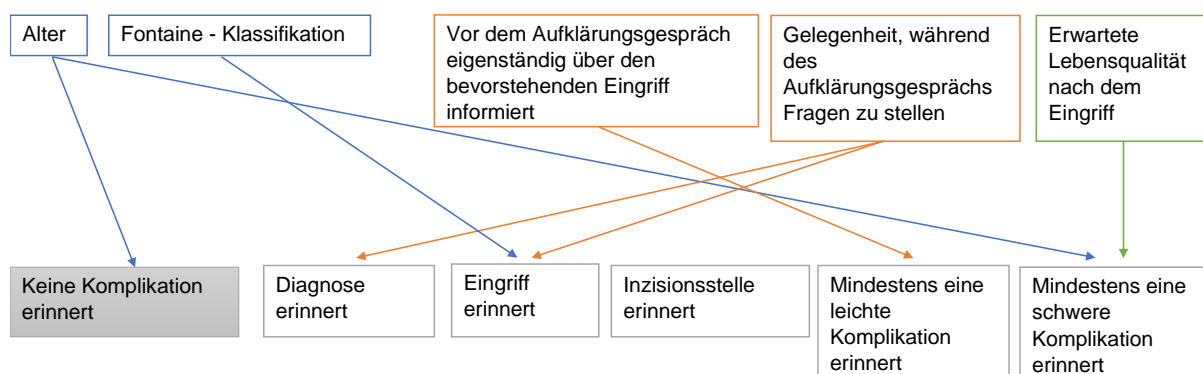 Alter
Fontaine - Klassifikation
Vor dem Aufklärungsgespräch
eigenständig über den
bevorstehenden Eingriff
informiert
Gelegenheit, während
des
Aufklärungsgesprächs
Fragen zu stellen
Erwartete
Lebensqualität
nach dem
Eingriff
Keine Komplikation
erinnert
Diagnose
erinnert
Eingriff
erinnert
Inzisionsstelle
erinnert
Mindestens eine
leichte
Komplikation
erinnert
Mindestens eine
schwere
Komplikation
erinnert